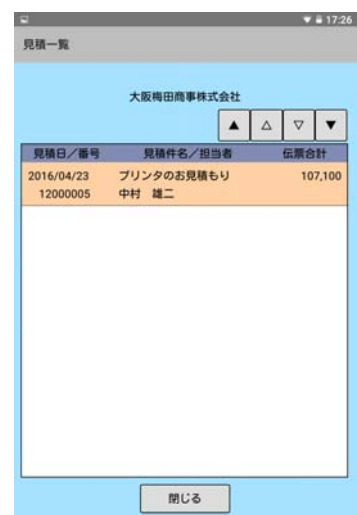 17:26
見積一覧
大阪梅田商事株式会社
▲ △ ▽ ▼
見積日／番号 見積件名／担当者 伝票合計
2016/04/23 プリンタのお見積もり 107,100
12000005 中村 雄二
閉じる